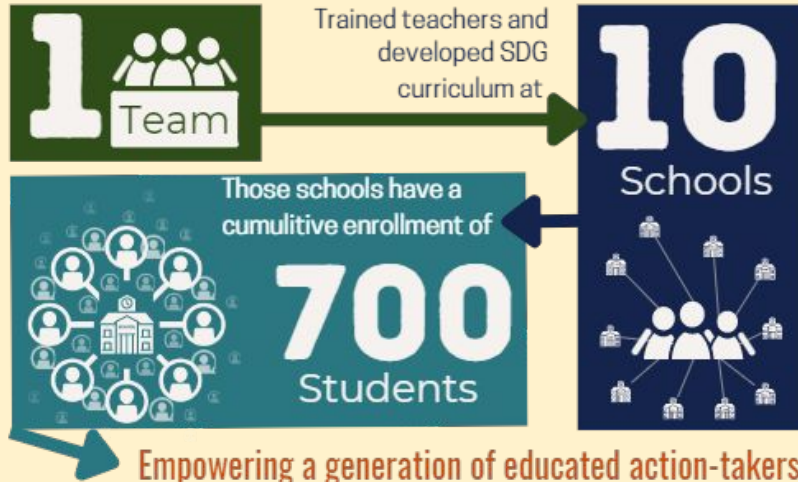 1
Team
Trained teachers and
developed SDG
curriculum at
10
Schools
Those schools have a
cumulitive enrollment of
700
Students
Empowering a generation of educated action-takers